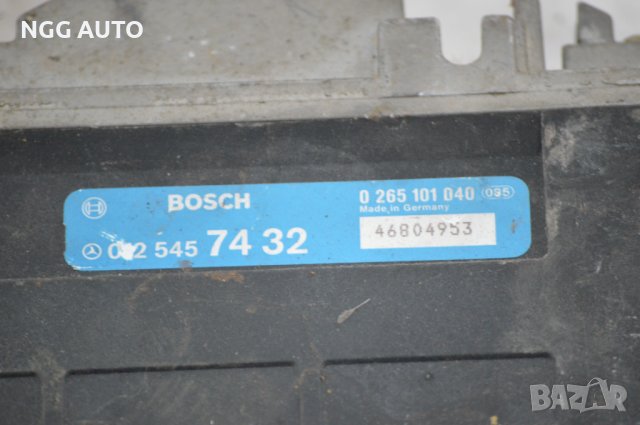 NGG AUTO
BOSCH
0 265 101 040 035
Made in Germany
545 74 32
46804953
BAZAR